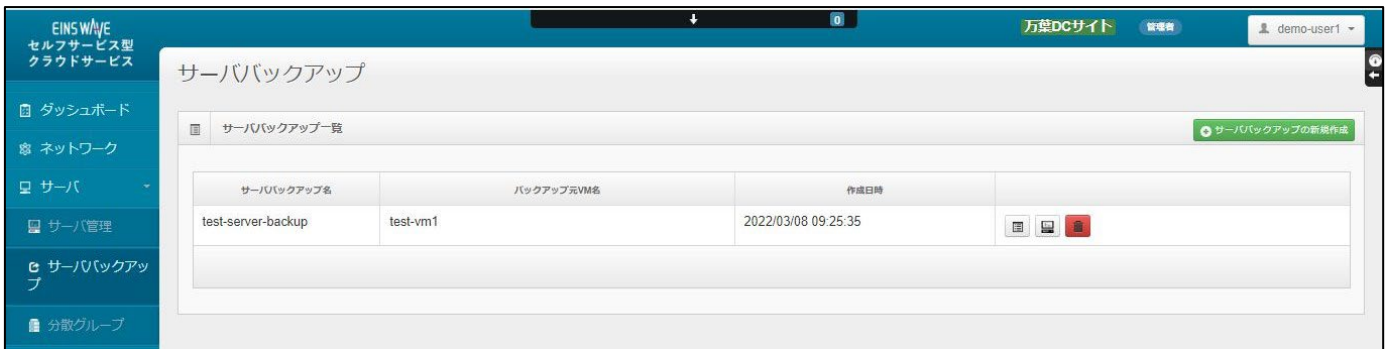 EINS WAVE
セルフサービス型
クラウドサービス
0
万葉DCサイト
管理者
demo-user1
サーババックアップ
ダッシュボード
ネットワーク
サーバ
サーバ管理
サーババックアッ
プ
分散グループ
サーババックアップ一覧
サーババックアップの新規作成
サーババックアップ名 バックアップ元VM名 作成日時
test-server-backup test-vm1 2022/03/08 09:25:35